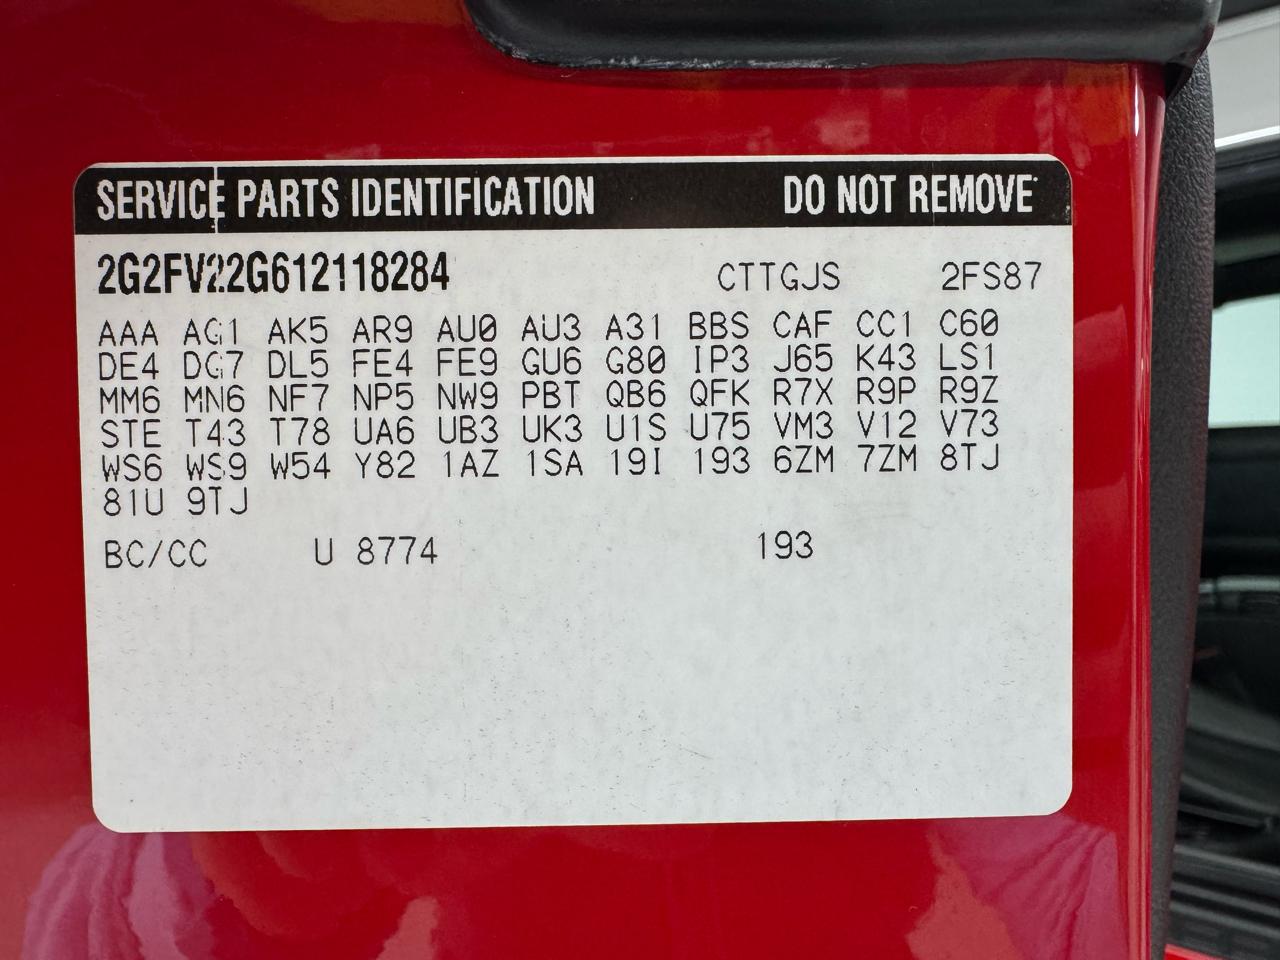 SERVICE PARTS IDENTIFICATION DO NOT REMOVE
2G2FV22G612118284 CTTGJS 2FS87
AAA AG1 AK5 AR9 AU0 AU3 A31 BBS CAF CC1 C60
DE4 DG7 DL5 FE4 FE9 GU6 G80 IP3 J65 K43 LS1
MM6 MN6 NF7 NP5 NW9 PBT QB6 QFK R7X R9P R9Z
STE T43 T78 UA6 UB3 UK3 U1S U75 VM3 V12 V73
WS6 WS9 W54 Y82 1AZ 1SA 19I 193 6ZM 7ZM 8TJ
81U 9TJ
BC/CC U 8774 193